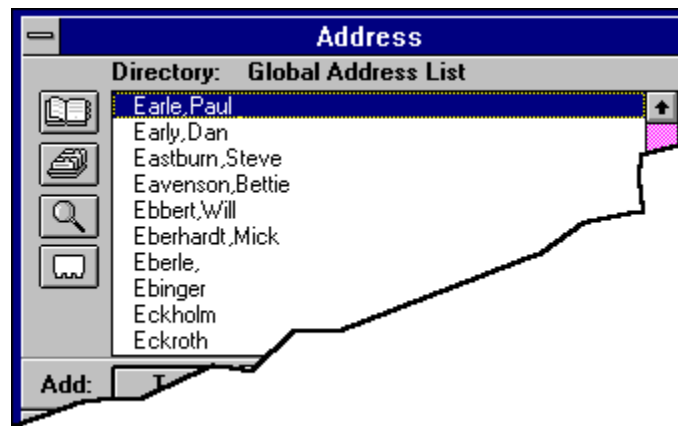 Address
Directory: Global Address List
Earle,Paul
Early,Dan
Eastburn,Steve
Eavenson,Bettie
Ebbert,Will
Eberhardt,Mick
Eberle,
Ebinger
Eckholm
Eckroth
Add: